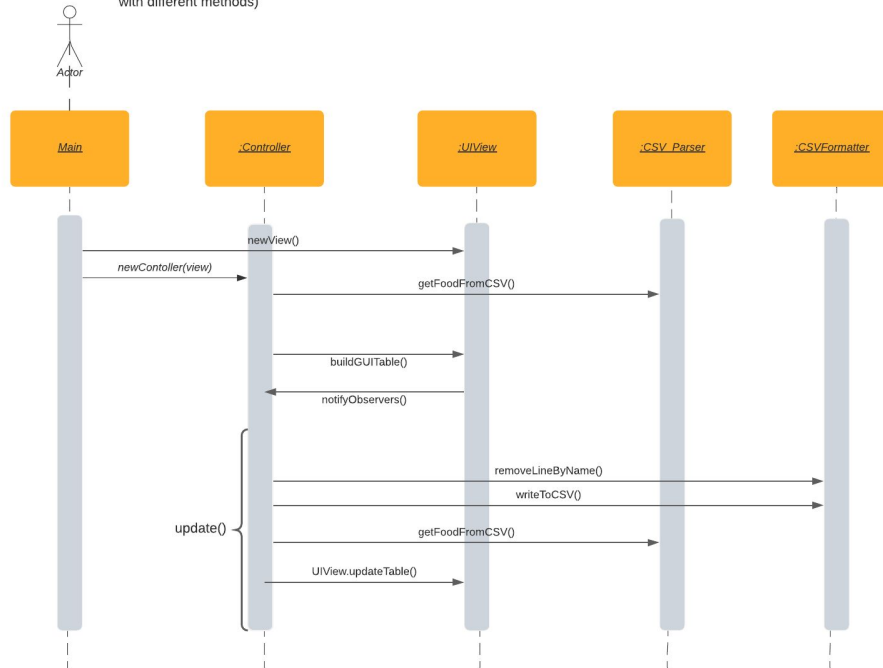 with different methods)
Actor
Main
:Controller
:UIView
:CSV_Parser
:CSVFormatter
newView()
newContoller(view)
getFoodFromCSV()
buildGUITable()
notifyObservers()
removeLineByName()
writeToCSV()
update()
getFoodFromCSV()
UIView.updateTable()